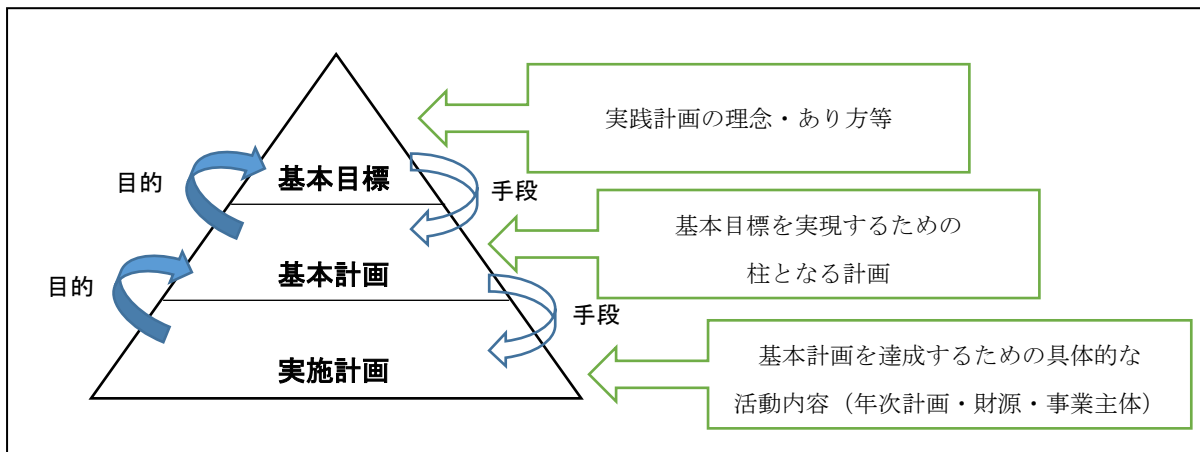 実践計画の理念・あり方等
目的
基本目標
手段
基本目標を実現するための
柱となる計画
目的
基本計画
手段
基本計画を達成するための具体的な
実施計画
活動内容（年次計画・財源・事業主体）